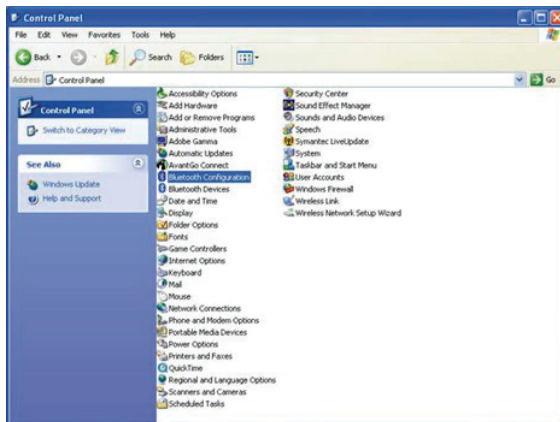 Control Panel
File Edit View Favorites Tools Help
Back Search Folders
Address Control Panel Go
Control Panel
Switch to Category View
See Also
Windows Update
Help and Support
Accessibility Options
Add Hardware
Add or Remove Programs
Administrative Tools
Adobe Gamma
Automatic Updates
AvantGo Connect
Bluetooth Configuration
Bluetooth Devices
Date and Time
Display
Folder Options
Fonts
Game Controllers
Internet Options
Keyboard
Mail
Mouse
Network Connections
Phone and Modem Options
Portable Media Devices
Power Options
Printers and Faxes
QuickTime
Regional and Language Options
Scanners and Cameras
Scheduled Tasks
Security Center
Sound Effect Manager
Sounds and Audio Devices
Speech
Symantec LiveUpdate
System
Taskbar and Start Menu
User Accounts
Windows Firewall
Wireless Link
Wireless Network Setup Wizard